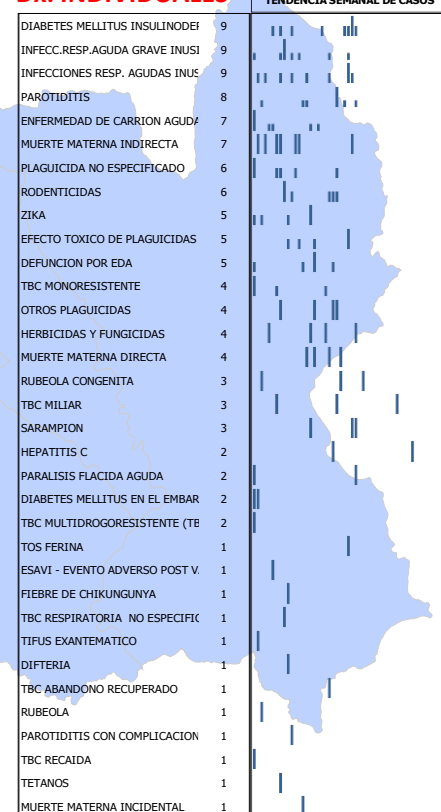 Dx. INDIVIDUALES TENDENCIA SEMANAL DE CASOS
DIABETES MELLITUS INSULINODEF 9
INFECC.RESP.AGUDA GRAVE INUSI 9
INFECCIONES RESP. AGUDAS INUS 9
PAROTIDITIS 8
ENFERMEDAD DE CARRION AGUDA 7
MUERTE MATERNA INDIRECTA 7
PLAGUICIDA NO ESPECIFICADO 6
RODENTICIDAS 6
ZIKA 5
EFECTO TOXICO DE PLAGUICIDAS 5
DEFUNCION POR EDA 5
TBC MONORESISTENTE 4
OTROS PLAGUICIDAS 4
HERBICIDAS Y FUNGICIDAS 4
MUERTE MATERNA DIRECTA 4
RUBEOLA CONGENITA 3
TBC MILIAR 3
SARAMPION 3
HEPATITIS C 2
PARALISIS FLACIDA AGUDA 2
DIABETES MELLITUS EN EL EMBAR 2
TBC MULTIDROGORESISTENTE (TB 2
TOS FERINA 1
ESAVI - EVENTO ADVERSO POST V. 1
FIEBRE DE CHIKUNGUNYA 1
TBC RESPIRATORIA NO ESPECIFIC 1
TIFUS EXANTEMATICO 1
DIFTERIA 1
TBC ABANDONO RECUPERADO 1
RUBEOLA 1
PAROTIDITIS CON COMPLICACION 1
TBC RECAIDA 1
TETANOS 1
MUERTE MATERNA INCIDENTAL 1